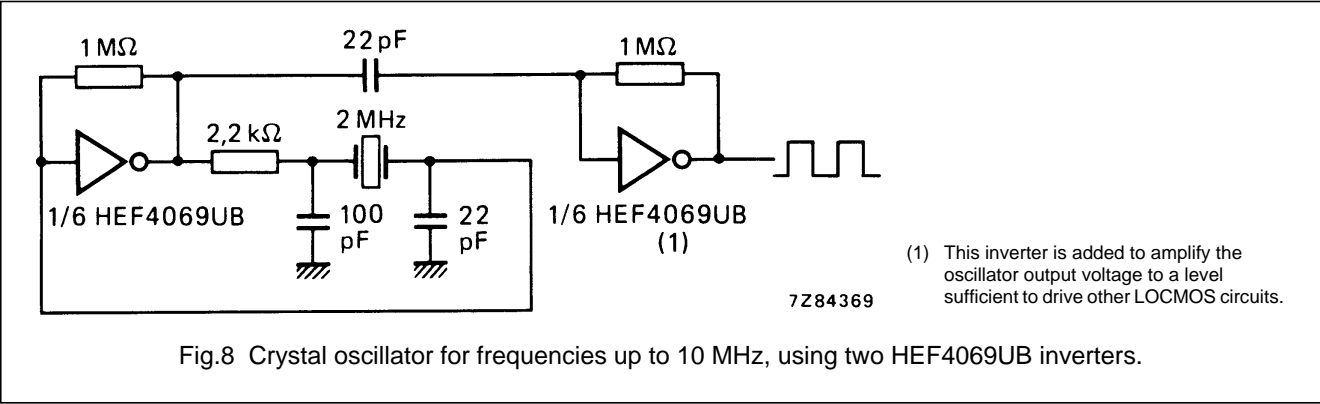 1 MΩ
22 pF
1 MΩ
2,2 kΩ
2 MHz
1/6 HEF4069UB
100
pF
22
pF
1/6 HEF4069UB
(1)
(1) This inverter is added to amplify the
oscillator output voltage to a level
sufficient to drive other LOCMOS circuits.
7Z84369
Fig.8 Crystal oscillator for frequencies up to 10 MHz, using two HEF4069UB inverters.